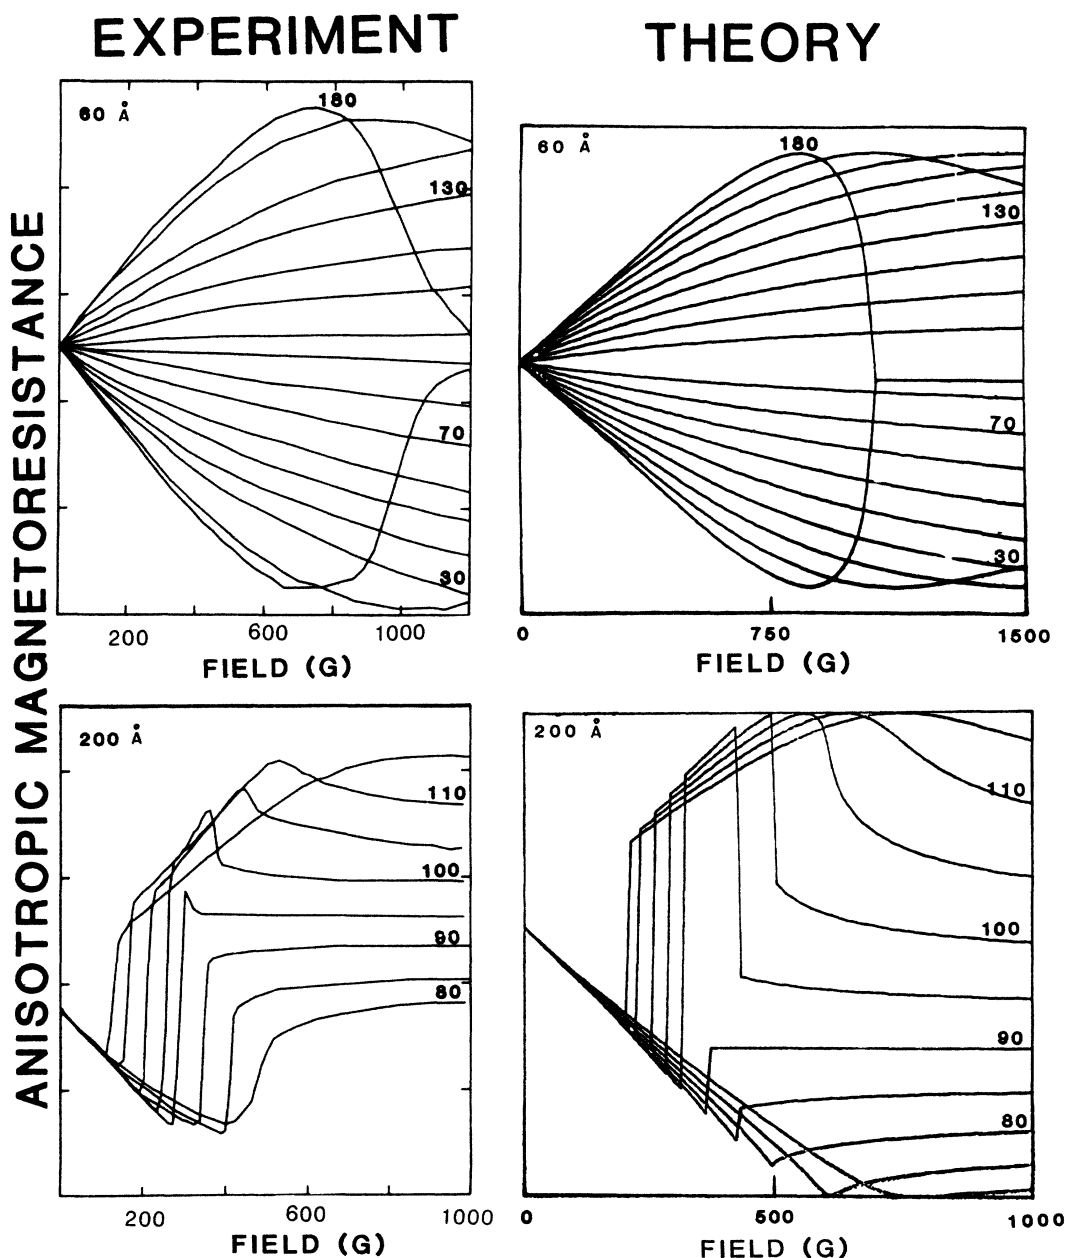 EXPERIMENT
THEORY
ANISOTROPIC MAGNETORESISTANCE
60 Å
180
130
70
30
200
600
1000
FIELD (G)
60 Å
180
130
70
30
0
750
1500
FIELD (G)
200 Å
110
100
90
80
200
600
1000
FIELD (G)
200 Å
110
100
90
80
0
500
1000
FIELD (G)